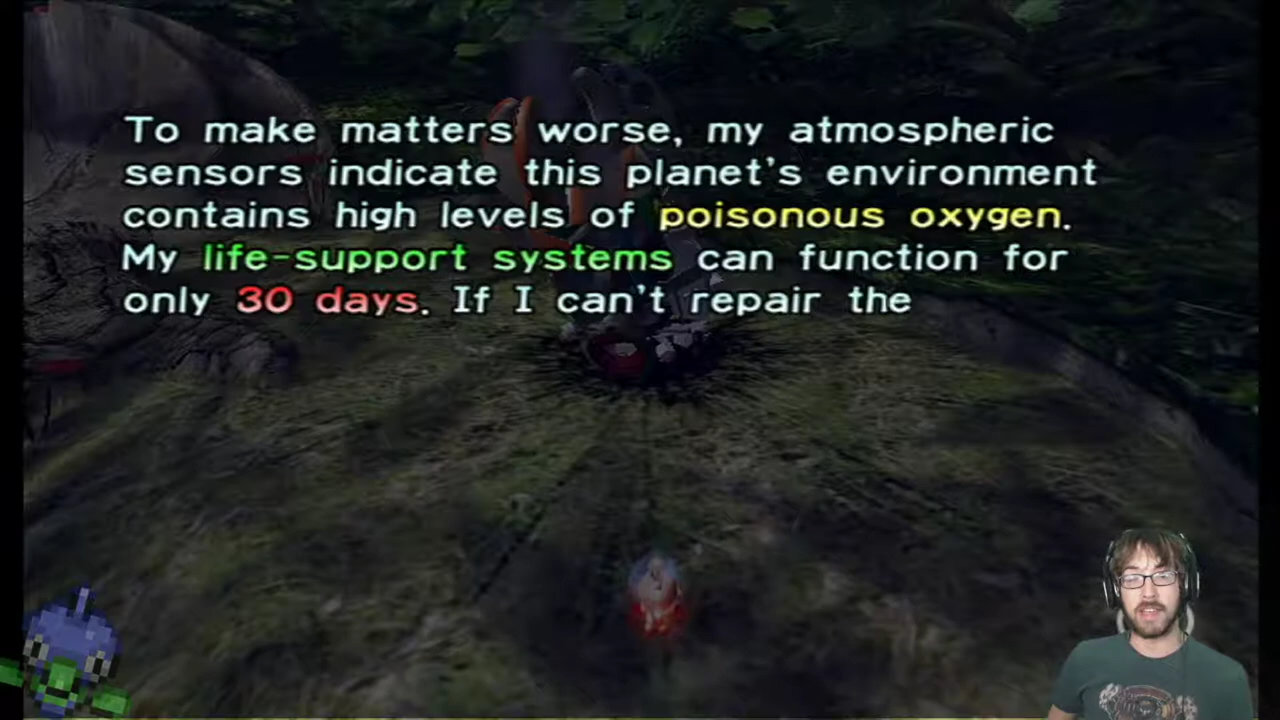 To make matters worse, my atmospheric
sensors indicate this planet's environment
contains high levels of poisonous oxygen.
My life-support systems can function for
only 30 days. If I can't repair the